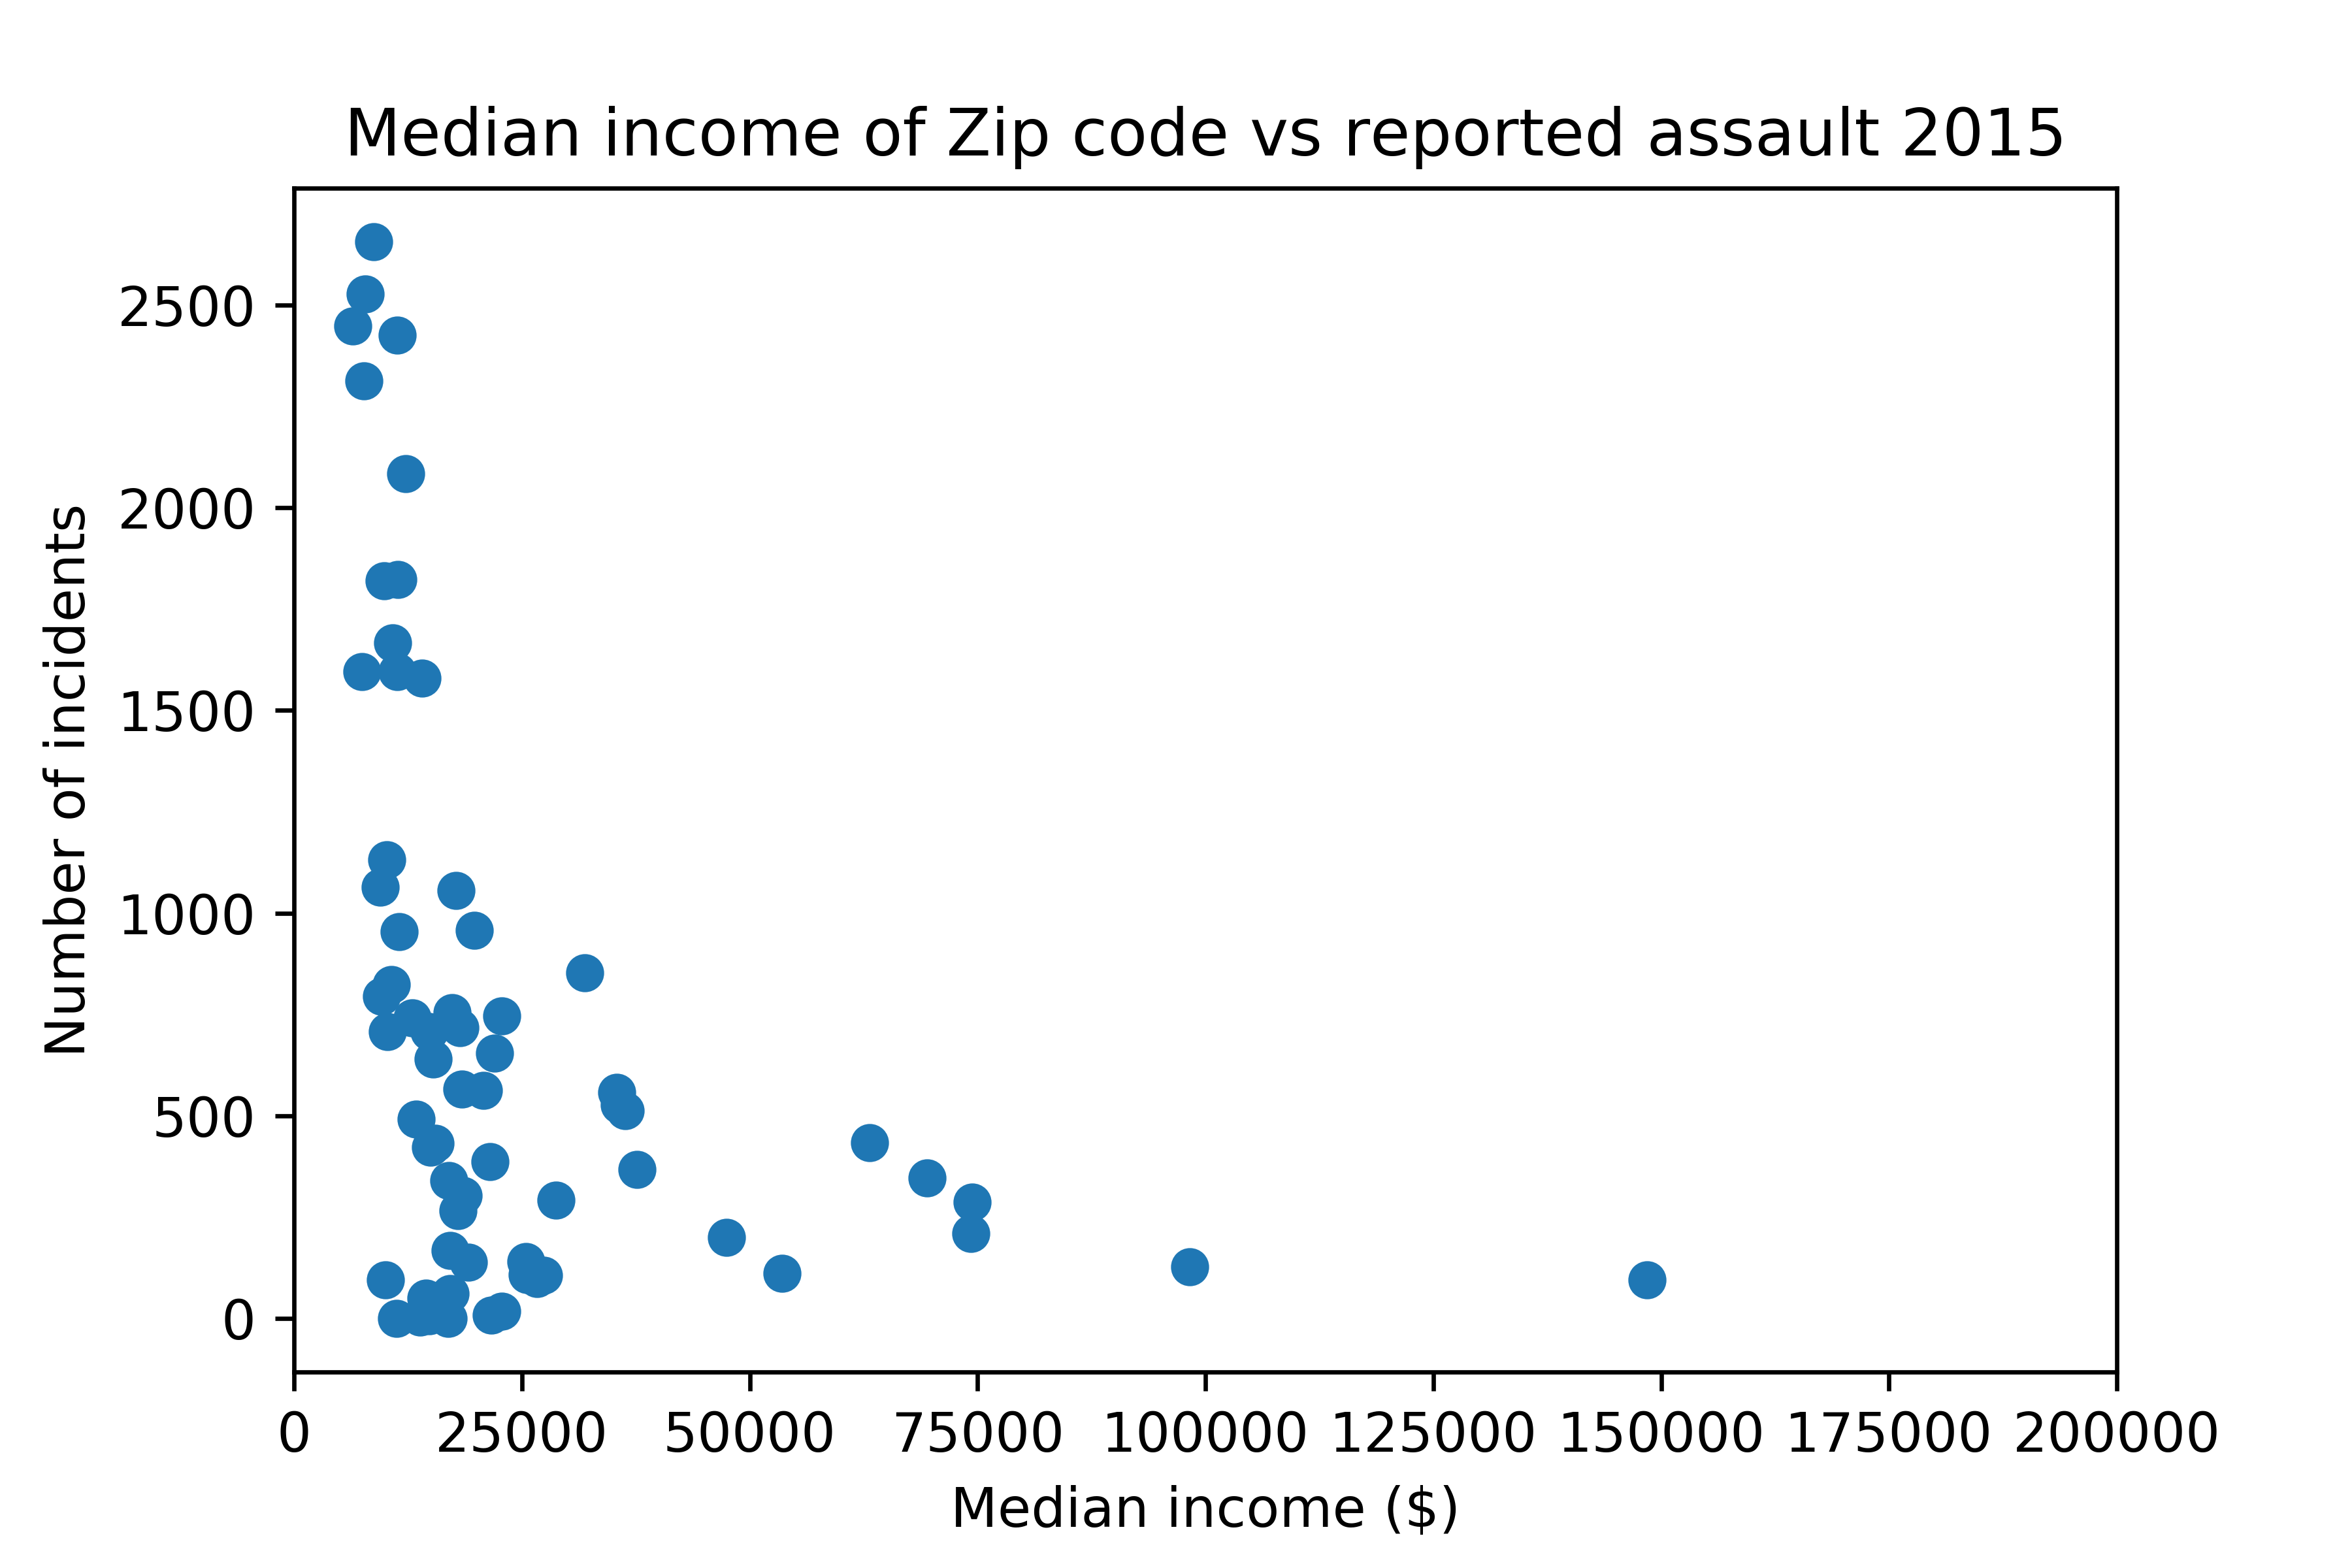 Median income of Zip code vs reported assault 2015
Number of incidents
2500
2000
1500
1000
500
0
0 25000 50000 75000 100000 125000 150000 175000 200000
Median income ($)